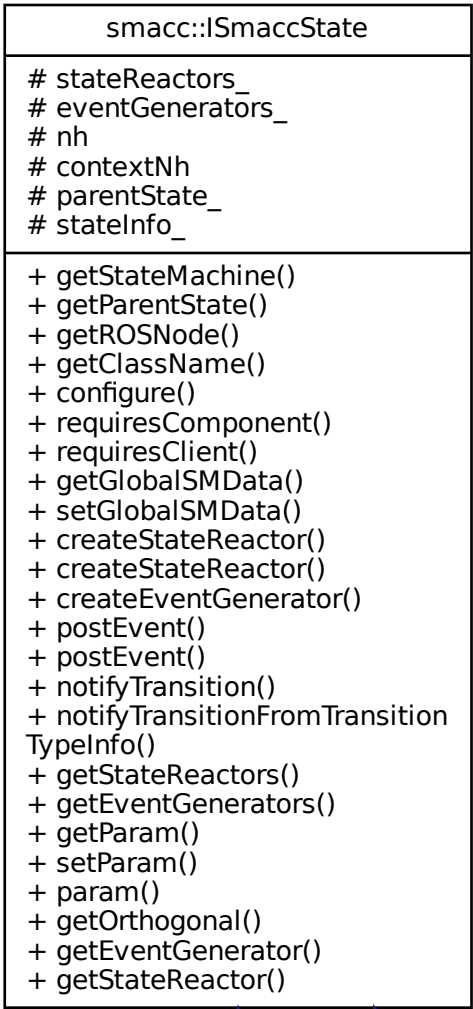 smacc::ISmaccState
# stateReactors_
# eventGenerators_
# nh
# contextNh
# parentState_
# stateInfo_
+ getStateMachine()
+ getParentState()
+ getROSNode()
+ getClassName()
+ configure()
+ requiresComponent()
+ requiresClient()
+ getGlobalSMData()
+ setGlobalSMData()
+ createStateReactor()
+ createStateReactor()
+ createEventGenerator()
+ postEvent()
+ postEvent()
+ notifyTransition()
+ notifyTransitionFromTransition
TypeInfo()
+ getStateReactors()
+ getEventGenerators()
+ getParam()
+ setParam()
+ param()
+ getOrthogonal()
+ getEventGenerator()
+ getStateReactor()